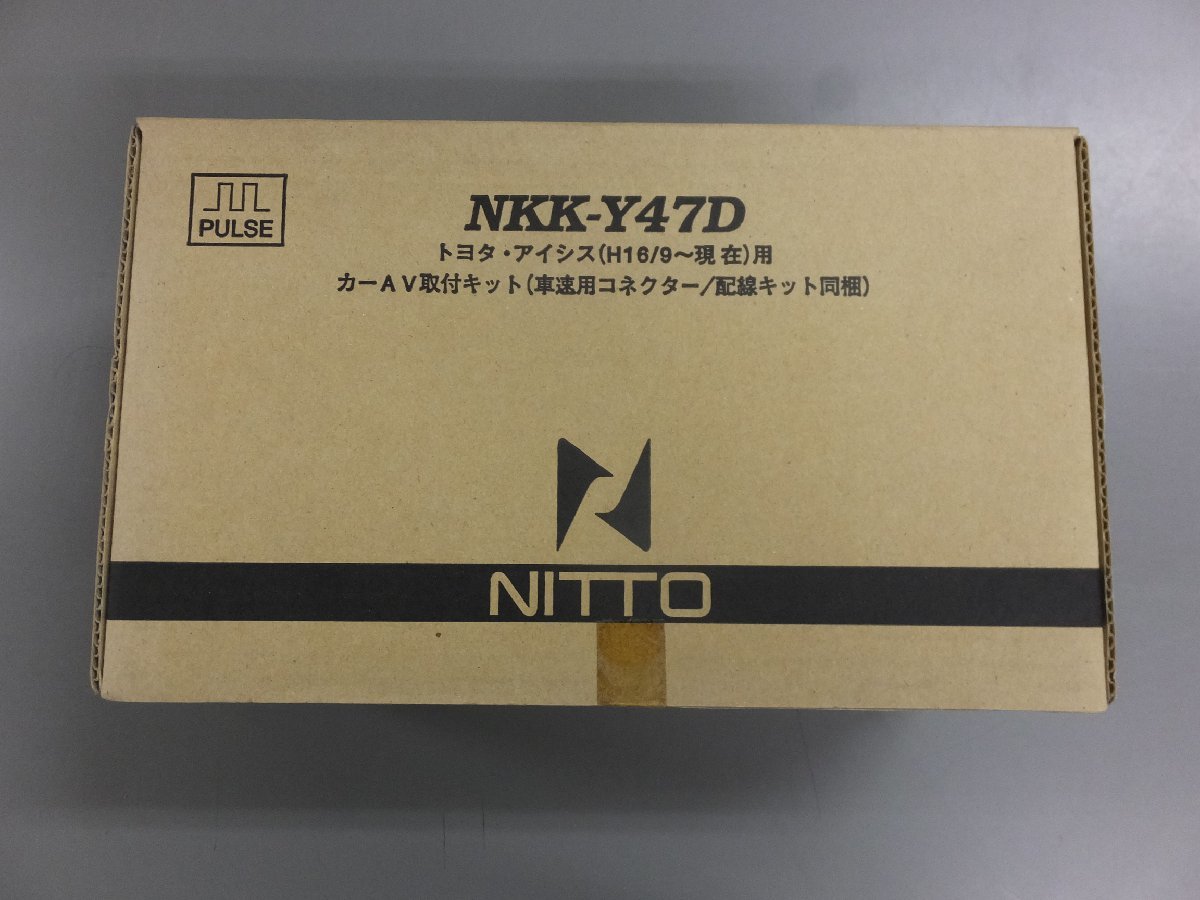 PULSE
NKK-Y47D
トヨタ・アイシス(H16/9～現在)用
カーAV取付キット(車速用コネクター/配線キット同梱)
NITTO